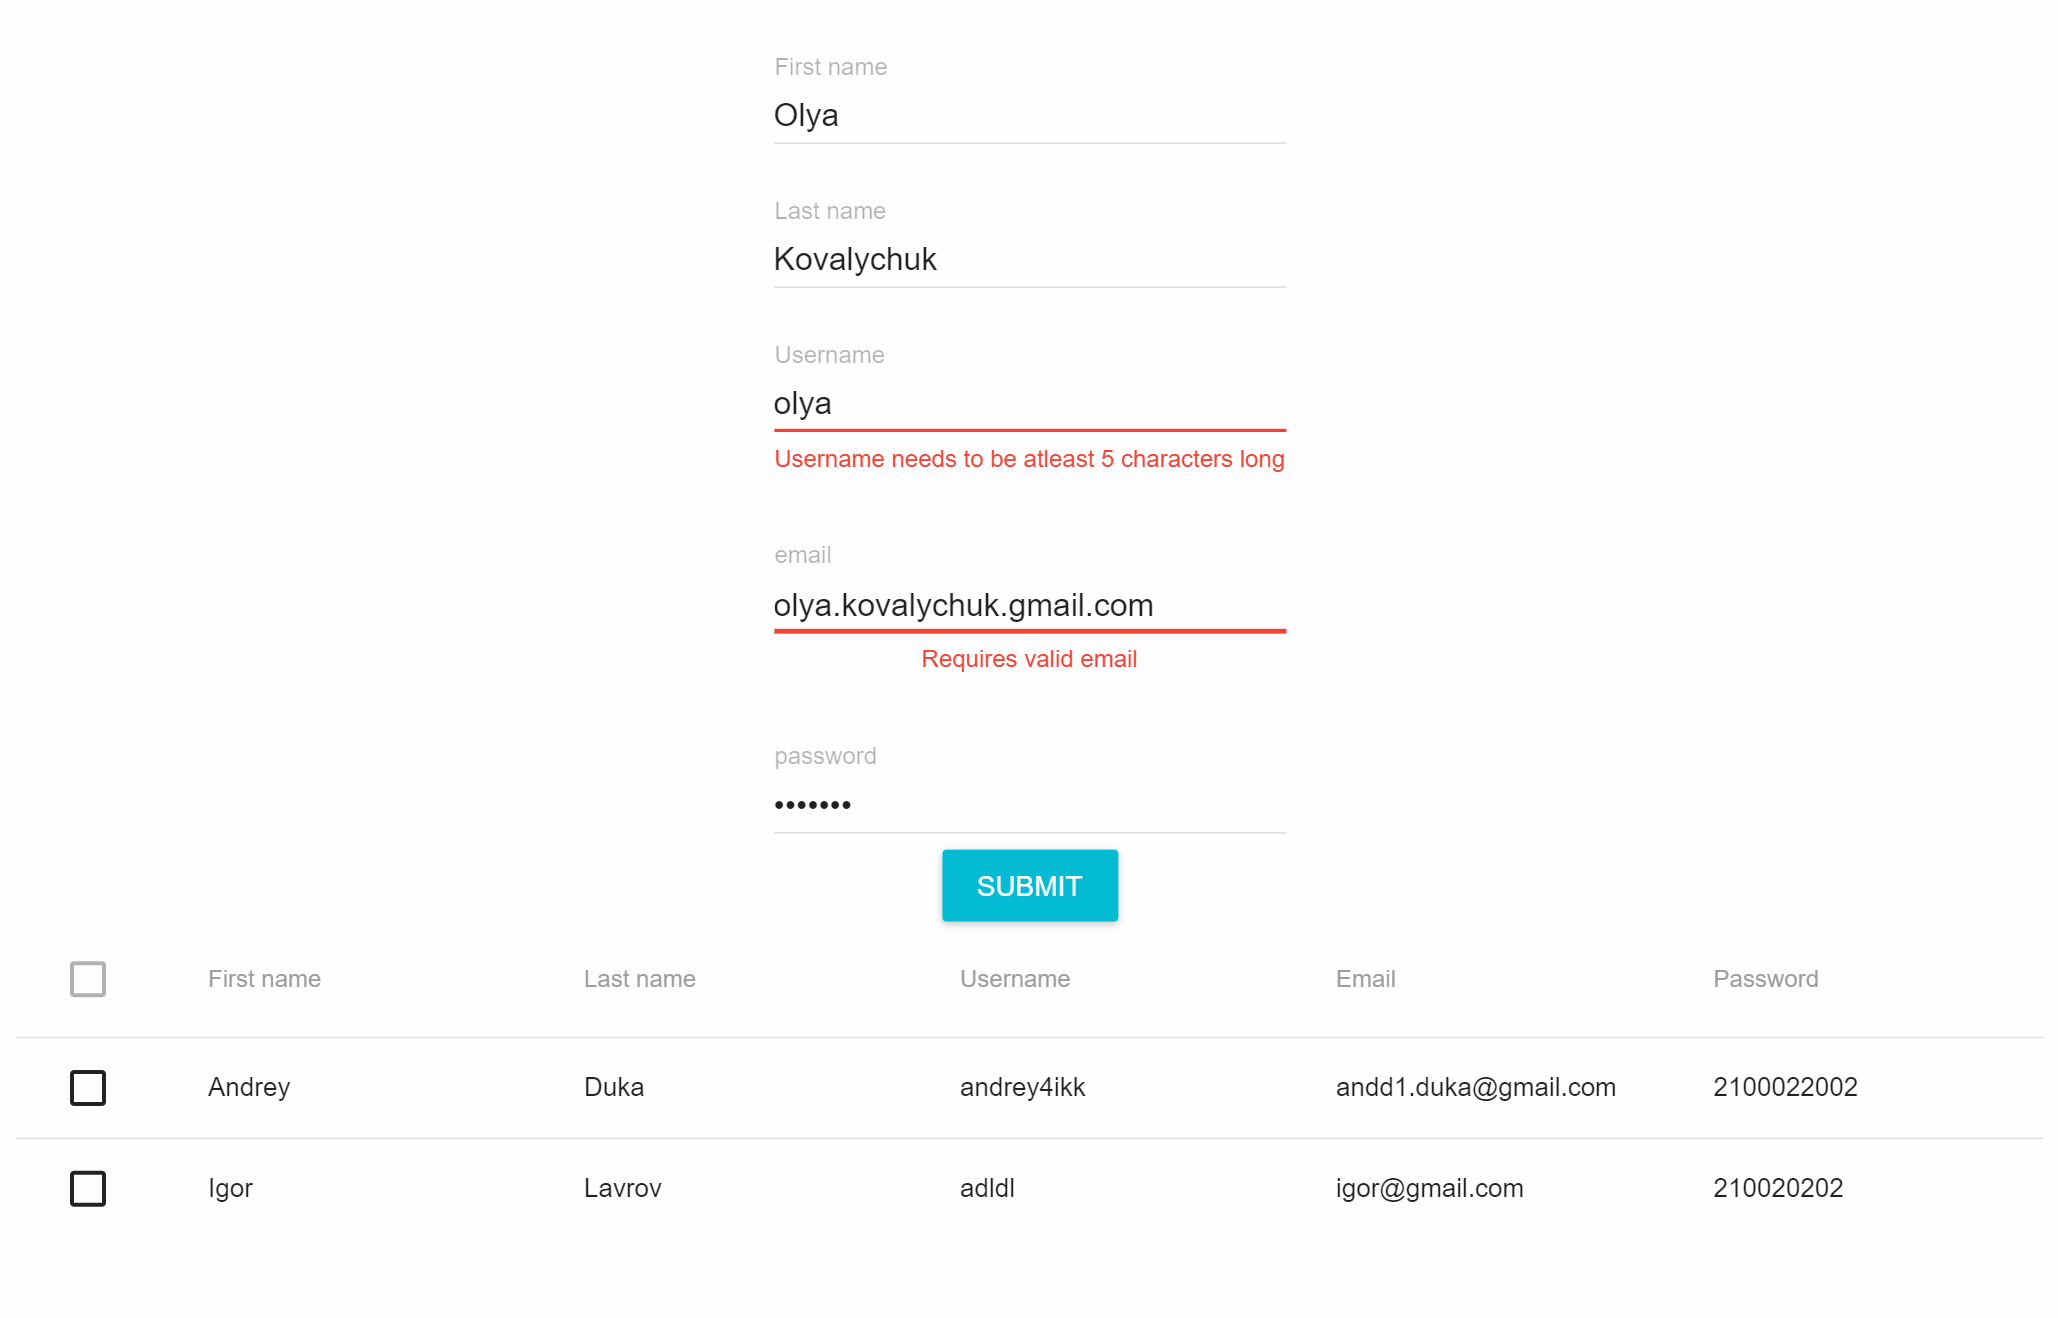 First name
Olya
Last name
Kovalychuk
Username
olya
Username needs to be atleast 5 characters long
email
olya.kovalychuk.gmail.com
Requires valid email
password
•••••••
SUBMIT
First name Last name Username Email Password
Andrey Duka andrey4ikk andd1.duka@gmail.com 2100022002
Igor Lavrov adldl igor@gmail.com 210020202